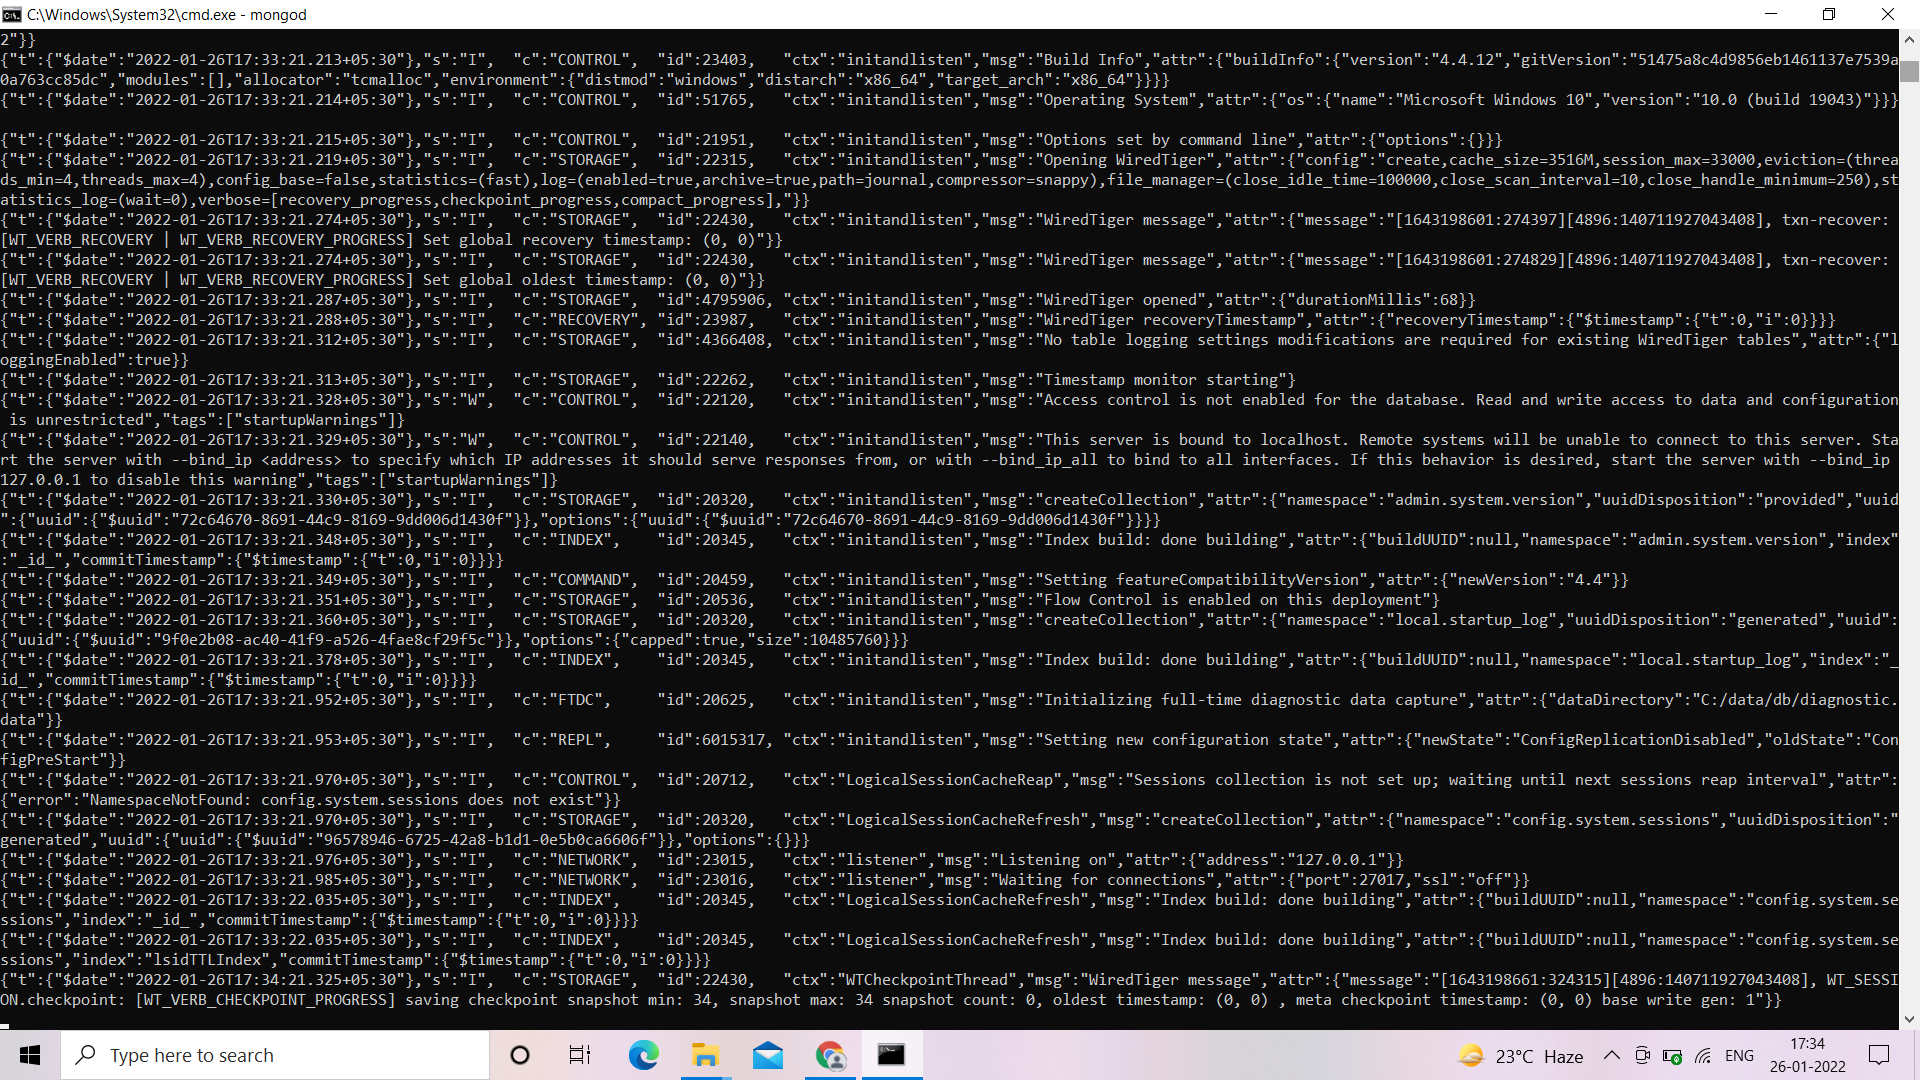 C:\Windows\System32\cmd.exe - mongod
2"}}
{"t":{"$date":"2022-01-26T17:33:21.213+05:30"},"s":"I",  "c":"CONTROL",  "id":23403,   "ctx":"initandlisten","msg":"Build Info","attr":{"buildInfo":{"version":"4.4.12","gitVersion":"51475a8c4d9856eb1461137e7539a
0a763cc85dc","modules":[],"allocator":"tcmalloc","environment":{"distmod":"windows","distarch":"x86_64","target_arch":"x86_64"}}}}
{"t":{"$date":"2022-01-26T17:33:21.214+05:30"},"s":"I",  "c":"CONTROL",  "id":51765,   "ctx":"initandlisten","msg":"Operating System","attr":{"os":{"name":"Microsoft Windows 10","version":"10.0 (build 19043)"}}}
{"t":{"$date":"2022-01-26T17:33:21.215+05:30"},"s":"I",  "c":"CONTROL",  "id":21951,   "ctx":"initandlisten","msg":"Options set by command line","attr":{"options":{}}}
{"t":{"$date":"2022-01-26T17:33:21.219+05:30"},"s":"I",  "c":"STORAGE",  "id":22315,   "ctx":"initandlisten","msg":"Opening WiredTiger","attr":{"config":"create,cache_size=3516M,session_max=33000,eviction=(threa
ds_min=4,threads_max=4),config_base=false,statistics=(fast),log=(enabled=true,archive=true,path=journal,compressor=snappy),file_manager=(close_idle_time=100000,close_scan_interval=10,close_handle_minimum=250),st
atistics_log=(wait=0),verbose=[recovery_progress,checkpoint_progress,compact_progress],"}}
{"t":{"$date":"2022-01-26T17:33:21.274+05:30"},"s":"I",  "c":"STORAGE",  "id":22430,   "ctx":"initandlisten","msg":"WiredTiger message","attr":{"message":"[1643198601:274397][4896:140711927043408], txn-recover:
[WT_VERB_RECOVERY | WT_VERB_RECOVERY_PROGRESS] Set global recovery timestamp: (0, 0)"}}
{"t":{"$date":"2022-01-26T17:33:21.274+05:30"},"s":"I",  "c":"STORAGE",  "id":22430,   "ctx":"initandlisten","msg":"WiredTiger message","attr":{"message":"[1643198601:274829][4896:140711927043408], txn-recover:
[WT_VERB_RECOVERY | WT_VERB_RECOVERY_PROGRESS] Set global oldest timestamp: (0, 0)"}}
{"t":{"$date":"2022-01-26T17:33:21.287+05:30"},"s":"I",  "c":"STORAGE",  "id":4795906, "ctx":"initandlisten","msg":"WiredTiger opened","attr":{"durationMillis":68}}
{"t":{"$date":"2022-01-26T17:33:21.288+05:30"},"s":"I",  "c":"RECOVERY", "id":23987,   "ctx":"initandlisten","msg":"WiredTiger recoveryTimestamp","attr":{"recoveryTimestamp":{"$timestamp":{"t":0,"i":0}}}}
{"t":{"$date":"2022-01-26T17:33:21.312+05:30"},"s":"I",  "c":"STORAGE",  "id":4366408, "ctx":"initandlisten","msg":"No table logging settings modifications are required for existing WiredTiger tables","attr":{"l
oggingEnabled":true}}
{"t":{"$date":"2022-01-26T17:33:21.313+05:30"},"s":"I",  "c":"STORAGE",  "id":22262,   "ctx":"initandlisten","msg":"Timestamp monitor starting"}
{"t":{"$date":"2022-01-26T17:33:21.328+05:30"},"s":"W",  "c":"CONTROL",  "id":22120,   "ctx":"initandlisten","msg":"Access control is not enabled for the database. Read and write access to data and configuration
 is unrestricted","tags":["startupWarnings"]}
{"t":{"$date":"2022-01-26T17:33:21.329+05:30"},"s":"W",  "c":"CONTROL",  "id":22140,   "ctx":"initandlisten","msg":"This server is bound to localhost. Remote systems will be unable to connect to this server. Sta
rt the server with --bind_ip <address> to specify which IP addresses it should serve responses from, or with --bind_ip_all to bind to all interfaces. If this behavior is desired, start the server with --bind_ip
127.0.0.1 to disable this warning","tags":["startupWarnings"]}
{"t":{"$date":"2022-01-26T17:33:21.330+05:30"},"s":"I",  "c":"STORAGE",  "id":20320,   "ctx":"initandlisten","msg":"createCollection","attr":{"namespace":"admin.system.version","uuidDisposition":"provided","uuid
":{"uuid":{"$uuid":"72c64670-8691-44c9-8169-9dd006d1430f"}},"options":{"uuid":{"$uuid":"72c64670-8691-44c9-8169-9dd006d1430f"}}}}
{"t":{"$date":"2022-01-26T17:33:21.348+05:30"},"s":"I",  "c":"INDEX",    "id":20345,   "ctx":"initandlisten","msg":"Index build: done building","attr":{"buildUUID":null,"namespace":"admin.system.version","index"
:"_id_","commitTimestamp":{"$timestamp":{"t":0,"i":0}}}}
{"t":{"$date":"2022-01-26T17:33:21.349+05:30"},"s":"I",  "c":"COMMAND",  "id":20459,   "ctx":"initandlisten","msg":"Setting featureCompatibilityVersion","attr":{"newVersion":"4.4"}}
{"t":{"$date":"2022-01-26T17:33:21.351+05:30"},"s":"I",  "c":"STORAGE",  "id":20536,   "ctx":"initandlisten","msg":"Flow Control is enabled on this deployment"}
{"t":{"$date":"2022-01-26T17:33:21.360+05:30"},"s":"I",  "c":"STORAGE",  "id":20320,   "ctx":"initandlisten","msg":"createCollection","attr":{"namespace":"local.startup_log","uuidDisposition":"generated","uuid":
{"uuid":{"$uuid":"9f0e2b08-ac40-41f9-a526-4fae8cf29f5c"}},"options":{"capped":true,"size":10485760}}}
{"t":{"$date":"2022-01-26T17:33:21.378+05:30"},"s":"I",  "c":"INDEX",    "id":20345,   "ctx":"initandlisten","msg":"Index build: done building","attr":{"buildUUID":null,"namespace":"local.startup_log","index":"_
id_","commitTimestamp":{"$timestamp":{"t":0,"i":0}}}}
{"t":{"$date":"2022-01-26T17:33:21.952+05:30"},"s":"I",  "c":"FTDC",     "id":20625,   "ctx":"initandlisten","msg":"Initializing full-time diagnostic data capture","attr":{"dataDirectory":"C:/data/db/diagnostic.
data"}}
{"t":{"$date":"2022-01-26T17:33:21.953+05:30"},"s":"I",  "c":"REPL",     "id":6015317, "ctx":"initandlisten","msg":"Setting new configuration state","attr":{"newState":"ConfigReplicationDisabled","oldState":"Con
figPreStart"}}
{"t":{"$date":"2022-01-26T17:33:21.970+05:30"},"s":"I",  "c":"CONTROL",  "id":20712,   "ctx":"LogicalSessionCacheReap","msg":"Sessions collection is not set up; waiting until next sessions reap interval","attr":
{"error":"NamespaceNotFound: config.system.sessions does not exist"}}
{"t":{"$date":"2022-01-26T17:33:21.970+05:30"},"s":"I",  "c":"STORAGE",  "id":20320,   "ctx":"LogicalSessionCacheRefresh","msg":"createCollection","attr":{"namespace":"config.system.sessions","uuidDisposition":"
generated","uuid":{"uuid":{"$uuid":"96578946-6725-42a8-b1d1-0e5b0ca6606f"}},"options":{}}}
{"t":{"$date":"2022-01-26T17:33:21.976+05:30"},"s":"I",  "c":"NETWORK",  "id":23015,   "ctx":"listener","msg":"Listening on","attr":{"address":"127.0.0.1"}}
{"t":{"$date":"2022-01-26T17:33:21.985+05:30"},"s":"I",  "c":"NETWORK",  "id":23016,   "ctx":"listener","msg":"Waiting for connections","attr":{"port":27017,"ssl":"off"}}
{"t":{"$date":"2022-01-26T17:33:22.035+05:30"},"s":"I",  "c":"INDEX",    "id":20345,   "ctx":"LogicalSessionCacheRefresh","msg":"Index build: done building","attr":{"buildUUID":null,"namespace":"config.system.se
ssions","index":"_id_","commitTimestamp":{"$timestamp":{"t":0,"i":0}}}}
{"t":{"$date":"2022-01-26T17:33:22.035+05:30"},"s":"I",  "c":"INDEX",    "id":20345,   "ctx":"LogicalSessionCacheRefresh","msg":"Index build: done building","attr":{"buildUUID":null,"namespace":"config.system.se
ssions","index":"lsidTTLIndex","commitTimestamp":{"$timestamp":{"t":0,"i":0}}}}
{"t":{"$date":"2022-01-26T17:34:21.325+05:30"},"s":"I",  "c":"STORAGE",  "id":22430,   "ctx":"WTCheckpointThread","msg":"WiredTiger message","attr":{"message":"[1643198661:324315][4896:140711927043408], WT_SESSI
ON.checkpoint: [WT_VERB_CHECKPOINT_PROGRESS] saving checkpoint snapshot min: 34, snapshot max: 34 snapshot count: 0, oldest timestamp: (0, 0) , meta checkpoint timestamp: (0, 0) base write gen: 1"}}
Type here to search
23°C Haze
ENG
17:34
26-01-2022